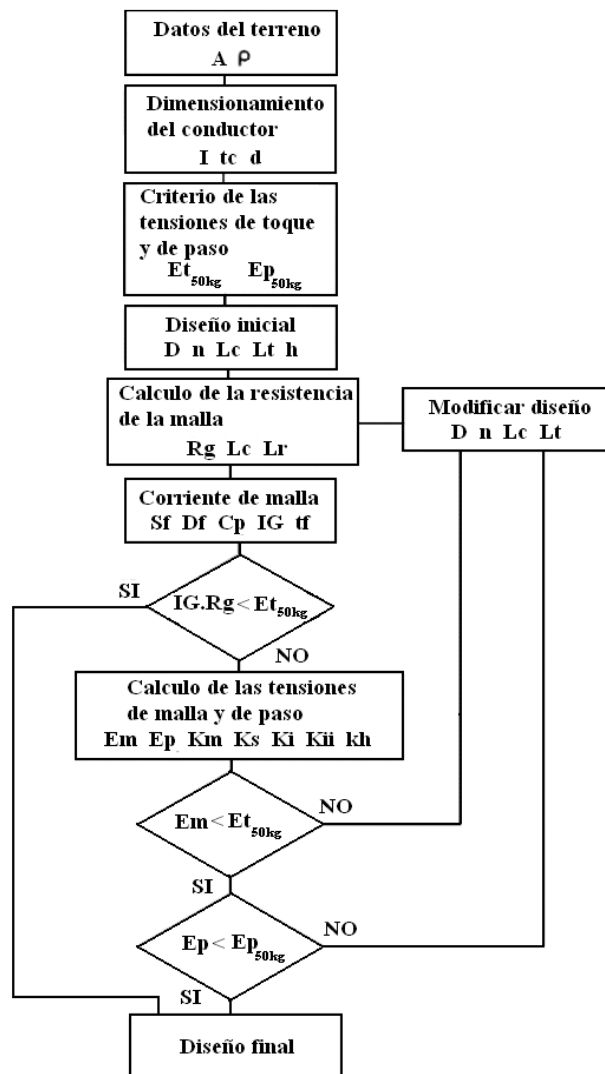 Datos del terreno
A ρ
Dimensionamiento
del conductor
I tc d
Criterio de las
tensiones de toque
y de paso
Et50kg Ep50kg
Diseño inicial
D n Lc Lt h
Calculo de la resistencia
de la malla
Rg Lc Lr
Modificar diseño
D n Lc Lt
Corriente de malla
Sf Df Cp IG tf
SI
IG.Rg < Et50kg
NO
Calculo de las tensiones
de malla y de paso
Em Ep Km Ks Ki Kii kh
NO
Em < Et50kg
SI
NO
Ep < Ep50kg
SI
Diseño final